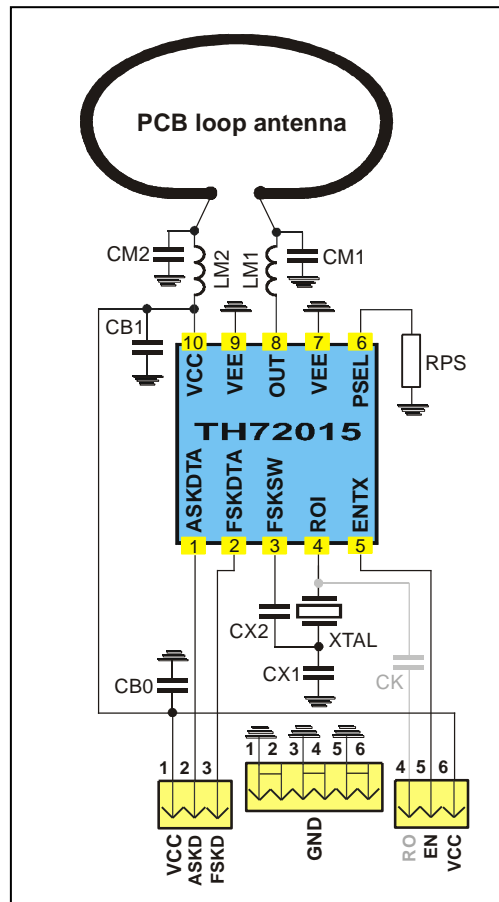 PCB loop antenna
CM2
LM2
LM1
CM1
CB1
10
9
8
7
6
VCC
VEE
OUT
VEE
PSEL
RPS
TH72015
ASKDTA
FSKDTA
FSKSW
ROI
ENTX
1
2
3
4
5
CX2
XTAL
CX1
CK
CB0
1 2 3
1 2 3 4 5 6
4 5 6
VCC
ASKD
FSKD
GND
RO
EN
VCC